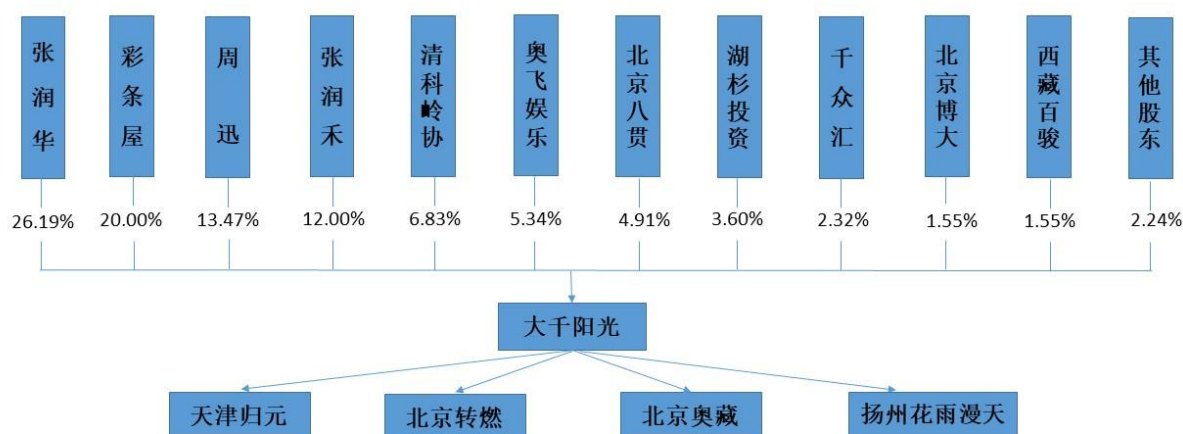 张润华
彩条屋
周迅
张润禾
清科岭协
奥飞娱乐
北京八贯
湖杉投资
千众汇
北京博大
西藏百骏
其他股东
26.19%
20.00%
13.47%
12.00%
6.83%
5.34%
4.91%
3.60%
2.32%
1.55%
1.55%
2.24%
大千阳光
天津归元
北京转燃
北京奥藏
扬州花雨漫天